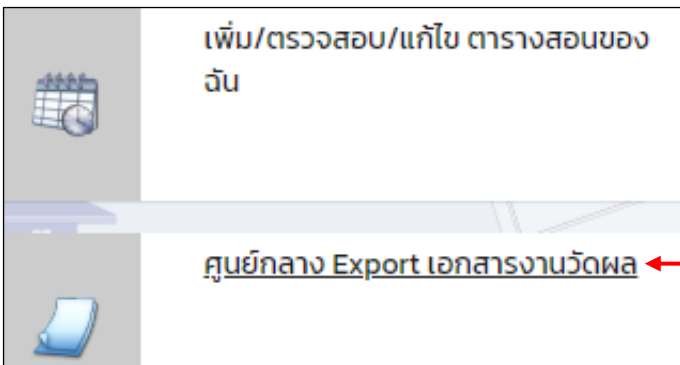 เพิ่ม/ตรวจสอบ/แก้ไข ตารางสอนของ
ฉัน
ศูนย์กลาง Export เอกสารงานวัดผล